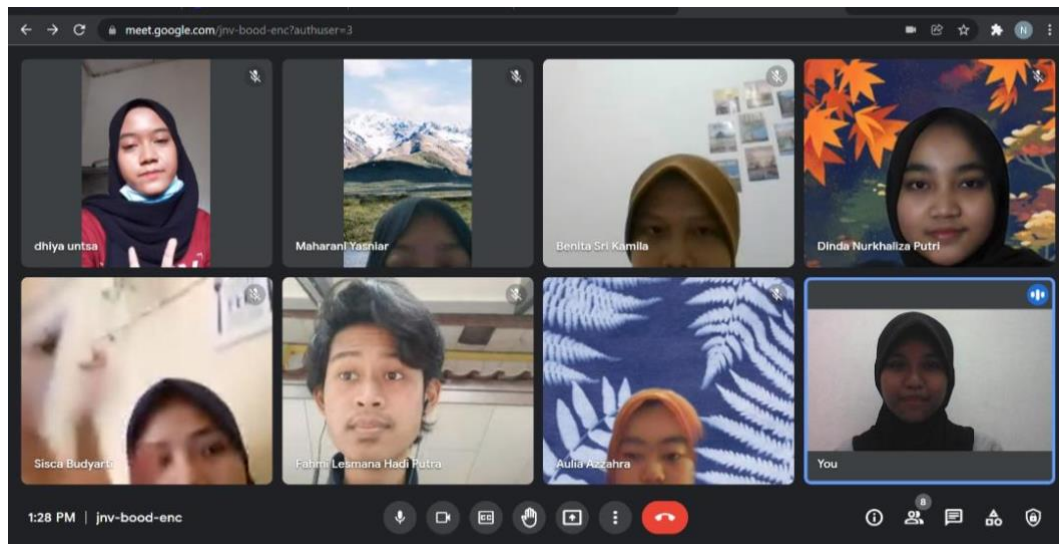 meet.google.com/jnv-bood-enc?authuser=3
N
dhiya untsa
Maharani Yasniar
Benita Sri Kamila
Dinda Nurkhaliza Putri
Sisca Budyarti
Fahmi Lesmana Hadi Putra
Aulia Azzahra
You
1:28 PM | jnv-bood-enc
CC
8